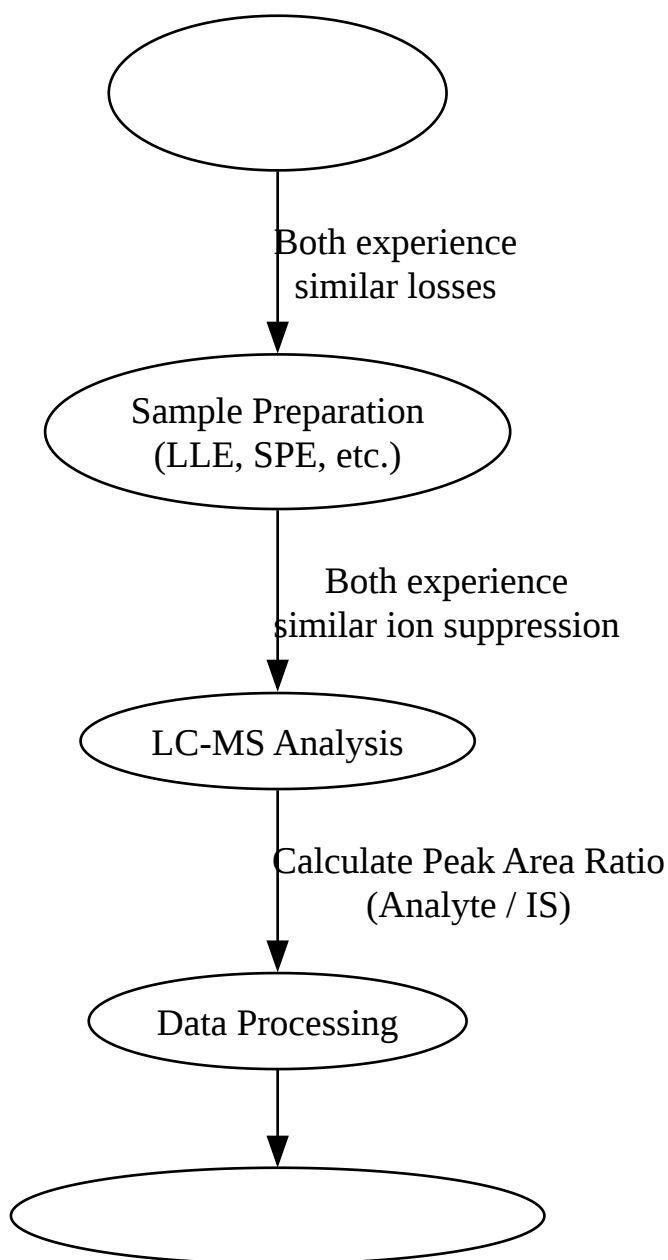 Both experience
similar losses
Sample Preparation
(LLE, SPE, etc.)
Both experience
similar ion suppression
LC-MS Analysis
Calculate Peak Area Ratio
(Analyte / IS)
Data Processing